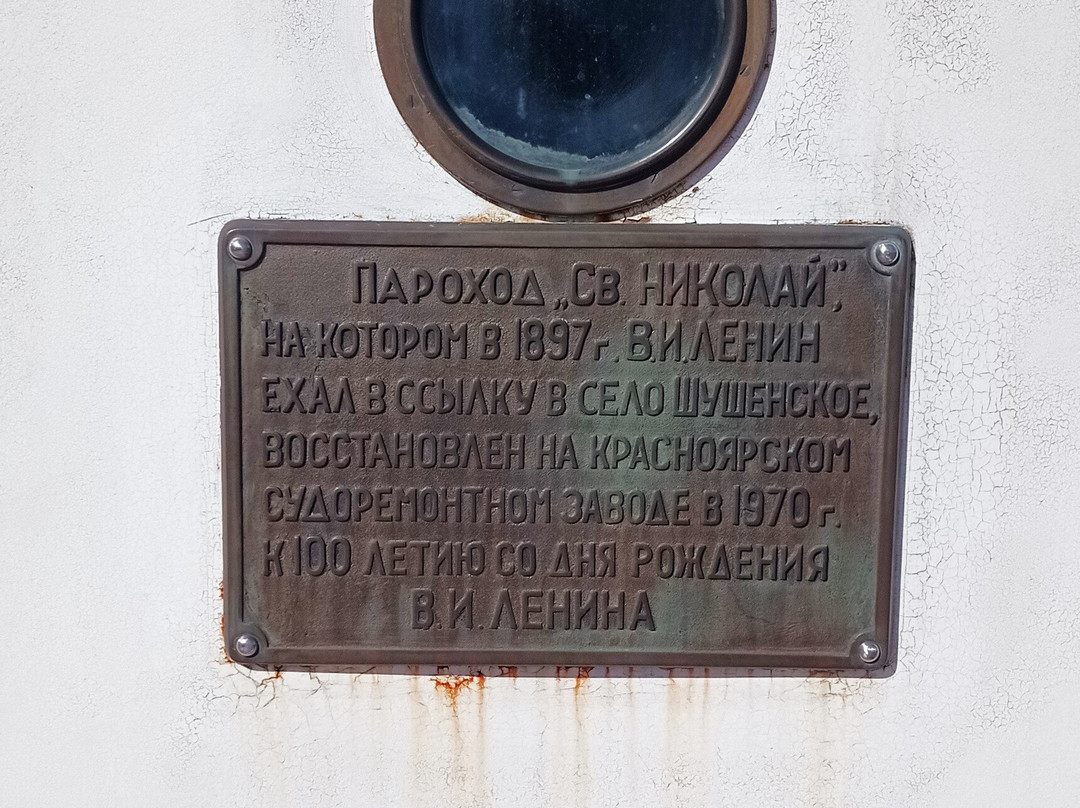 Пароход „Св. Николай”,
на котором в 1897 г. В.И.Ленин
ехал в ссылку в село Шушенское,
восстановлен на Красноярском
судоремонтном заводе в 1970 г.
к 100 летию со дня рождения
В.И.Ленина